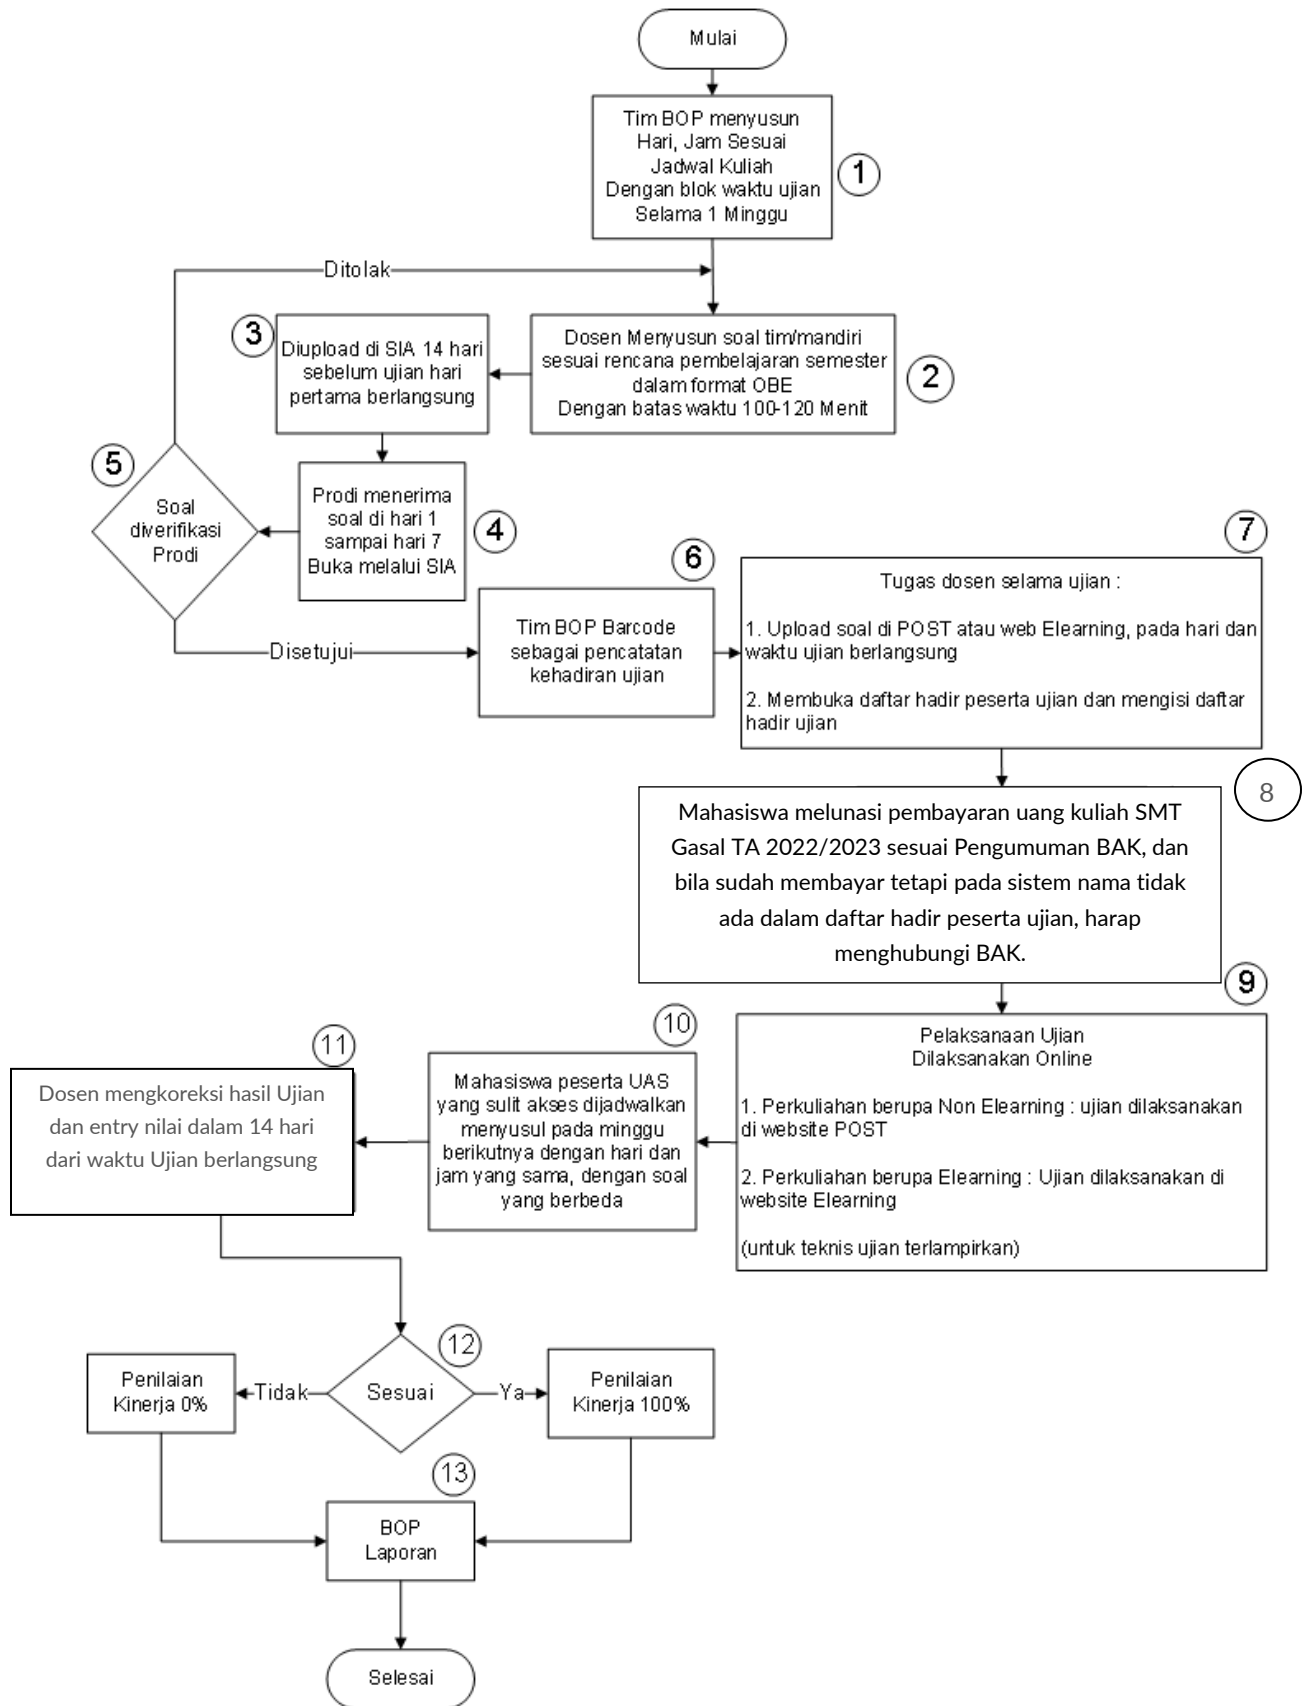 Mulai
Tim BOP menyusun
Hari, Jam Sesuai
Jadwal Kuliah
Dengan blok waktu ujian
Selama 1 Minggu
1
Ditolak
3
Diupload di SIA 14 hari
sebelum ujian hari
pertama berlangsung
Dosen Menyusun soal tim/mandiri
sesuai rencana pembelajaran semester
dalam format OBE
Dengan batas waktu 100-120 Menit
2
5
Soal
diverifikasi
Prodi
Prodi menerima
soal di hari 1
sampai hari 7
Buka melalui SIA
4
6
7
Disetujui
Tim BOP Barcode
sebagai pencatatan
kehadiran ujian
Tugas dosen selama ujian :
1. Upload soal di POST atau web Elearning, pada hari dan
waktu ujian berlangsung
2. Membuka daftar hadir peserta ujian dan mengisi daftar
hadir ujian
8
Mahasiswa melunasi pembayaran uang kuliah SMT
Gasal TA 2022/2023 sesuai Pengumuman BAK, dan
bila sudah membayar tetapi pada sistem nama tidak
ada dalam daftar hadir peserta ujian, harap
menghubungi BAK.
9
Pelaksanaan Ujian
Dilaksanakan Online
1. Perkuliahan berupa Non Elearning : ujian dilaksanakan
di website POST
2. Perkuliahan berupa Elearning : Ujian dilaksanakan di
website Elearning
(untuk teknis ujian terlampirkan)
10
Mahasiswa peserta UAS
yang sulit akses dijadwalkan
menyusul pada minggu
berikutnya dengan hari dan
jam yang sama, dengan soal
yang berbeda
11
Dosen mengkoreksi hasil Ujian
dan entry nilai dalam 14 hari
dari waktu Ujian berlangsung
12
Penilaian
Kinerja 0%
Tidak
Sesuai
Ya
Penilaian
Kinerja 100%
13
BOP
Laporan
Selesai